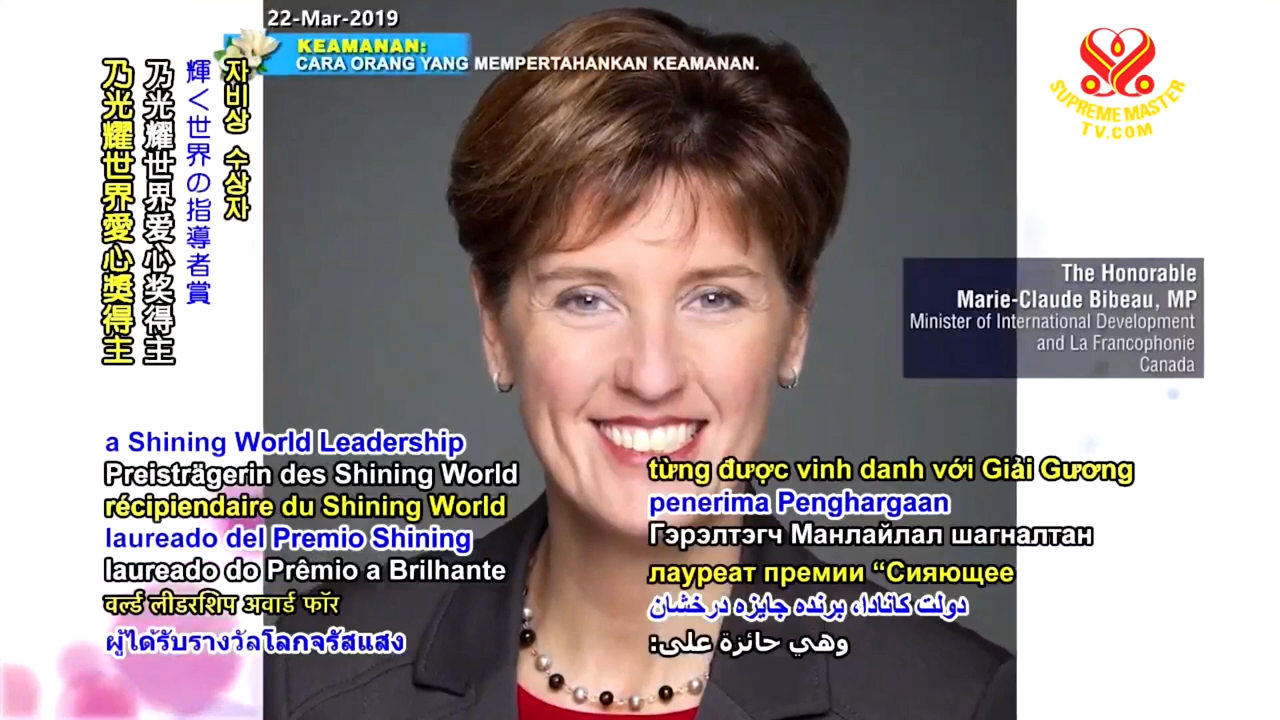 22-Mar-2019
KEAMANAN:
CARA ORANG YANG MEMPERTAHANKAN KEAMANAN.
SUPREME MASTER
TV.COM
자비상 수상자
輝く世界の指導者賞
乃光耀世界爱心奖得主
乃光耀世界愛心獎得主
The Honorable
Marie-Claude Bibeau, MP
Minister of International Development
and La Francophonie
Canada
a Shining World Leadership
Preisträgerin des Shining World
récipiendaire du Shining World
laureado del Premio Shining
laureado do Prêmio a Brilhante
वर्ल्ड लीडरशिप अवार्ड फॉर
ผู้ได้รับรางวัลโลกจรัสแสง
từng được vinh danh với Giải Gương
penerima Penghargaan
Гэрэлтэгч Манлайлал шагналтан
лауреат премии “Сияющее
دولت کانادا، برنده جایزه درخشان
وهي حائزة على: